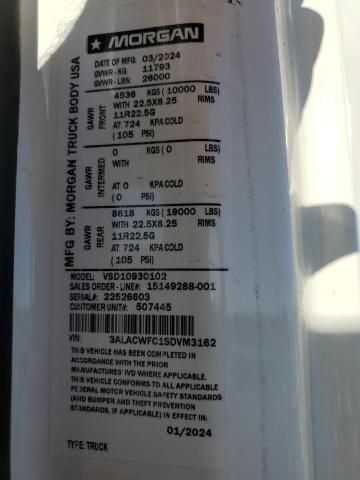 ★ MORGAN
MFG BY: MORGAN TRUCK BODY USA
DATE OF MFG: 03/2024
GVWR-KG: 11793
GVWR-LBS: 26000
GAWR FRONT
4536 KGS (10000 LBS)
WITH 22.5X8.25 RIMS
11R22.5G
AT 724 KPA COLD
(105 PSI)
GAWR INTERMED
0 KGS (0 LBS)
WITH RIMS
AT 0 KPA COLD
(0 PSI)
GAWR REAR
8618 KGS (19000 LBS)
WITH 22.5X8.25 RIMS
11R22.5G
AT 724 KPA COLD
(105 PSI)
MODEL: VSD10930102
SALES ORDER - LINE#: 15149288-001
SERIAL: 22526603
CUSTOMER UNIT#: 507445
VIN: 3ALACWFC1SDVM3162
THIS VEHICLE HAS BEEN COMPLETED IN
ACCORDANCE WITH THE PRIOR
MANUFACTURERS' IVD WHERE APPLICABLE.
THIS VEHICLE CONFORMS TO ALL APPLICABLE
FEDERAL MOTOR VEHICLE SAFETY STANDARDS,
(AND BUMPER AND THEFT PREVENTION
STANDARDS, IF APPLICABLE) IN EFFECT IN:
01/2024
TYPE: TRUCK